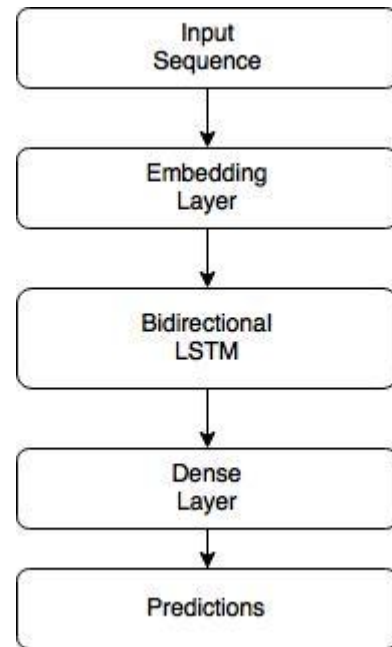 Input
Sequence
Embedding
Layer
Bidirectional
LSTM
Dense
Layer
Predictions